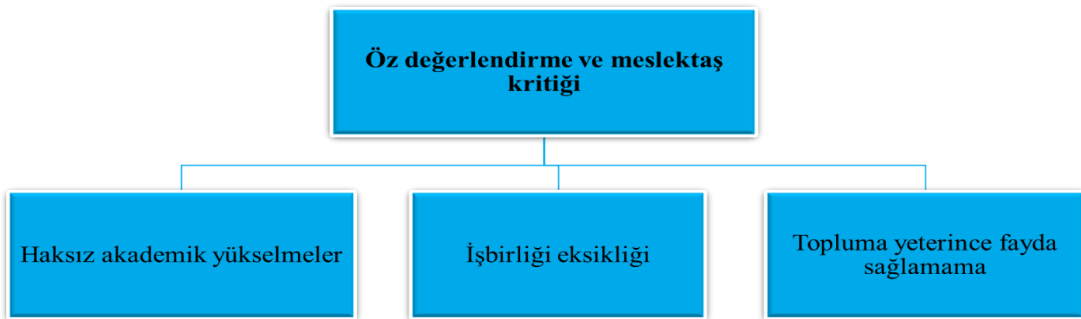 Öz değerlendirme ve meslektaş
kritiği
Haksız akademik yükselmeler
İşbirliği eksikliği
Topluma yeterince fayda
sağlamama